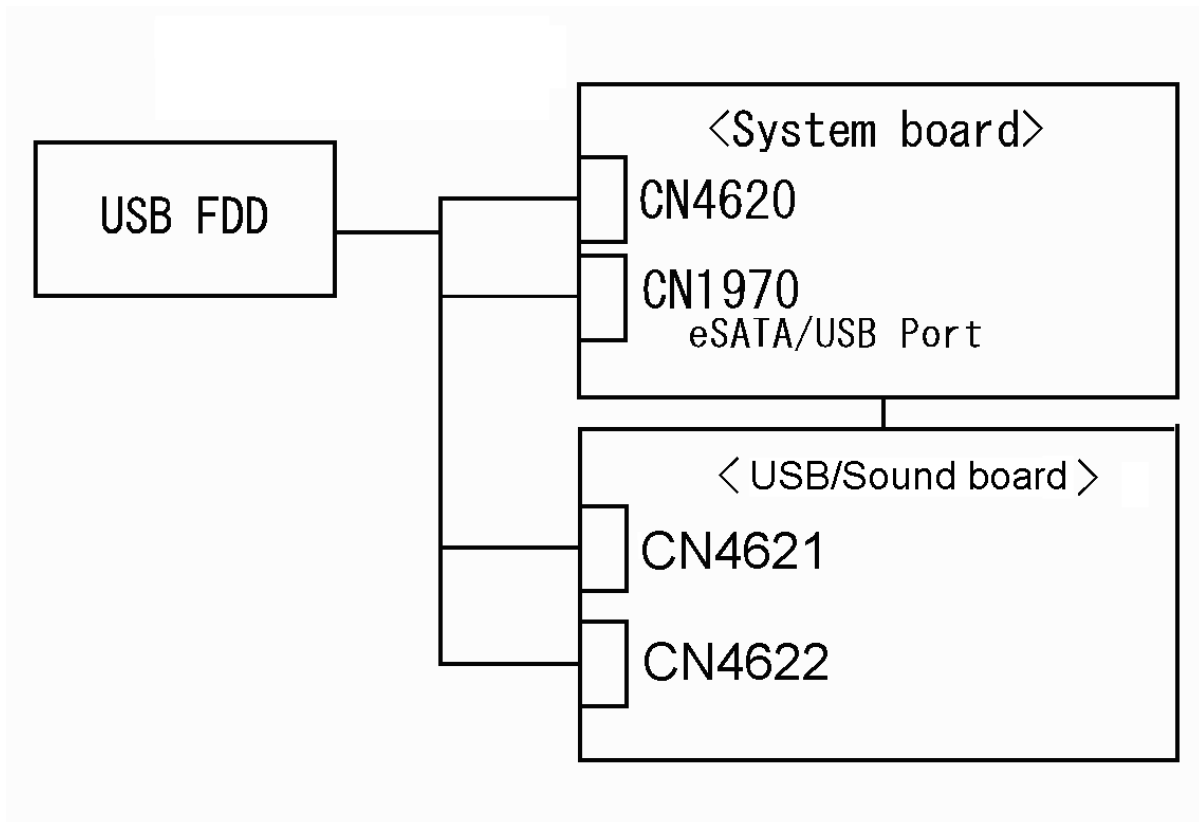 <System board>
USB FDD
CN4620
CN1970
eSATA/USB Port
<USB/Sound board>
CN4621
CN4622